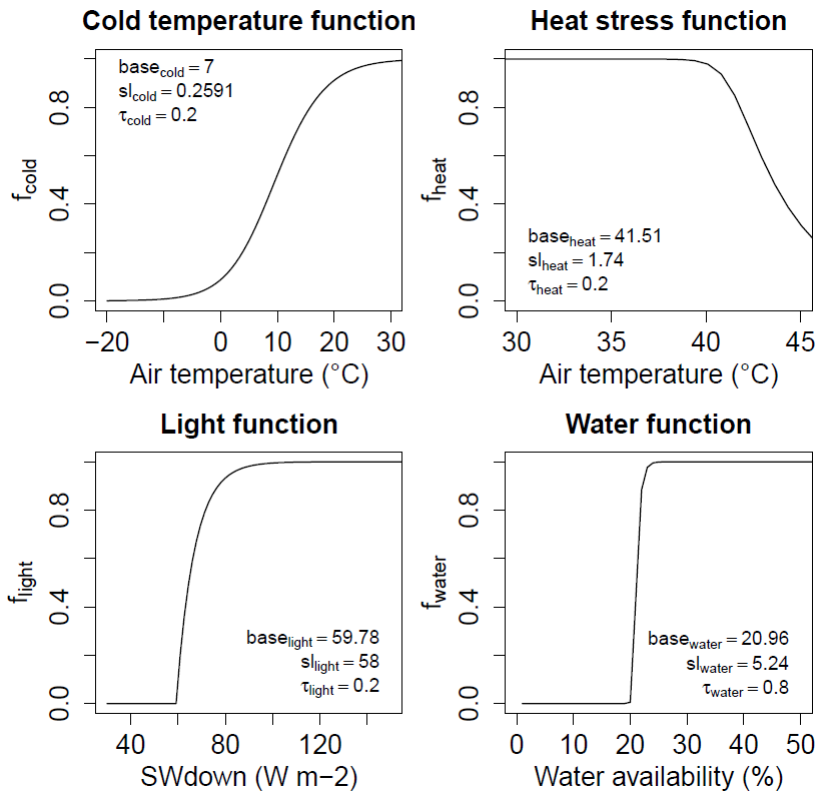 Cold temperature function
base_cold = 7
sl_cold = 0.2591
τ_cold = 0.2
f_cold
0.0 0.4 0.8
−20 0 10 20 30
Air temperature (°C)
Heat stress function
base_heat = 41.51
sl_heat = 1.74
τ_heat = 0.2
f_heat
0.0 0.4 0.8
30 35 40 45
Air temperature (°C)
Light function
base_light = 59.78
sl_light = 58
τ_light = 0.2
f_light
0.0 0.4 0.8
40 80 120
SWdown (W m−2)
Water function
base_water = 20.96
sl_water = 5.24
τ_water = 0.8
f_water
0.0 0.4 0.8
0 10 20 30 40 50
Water availability (%)